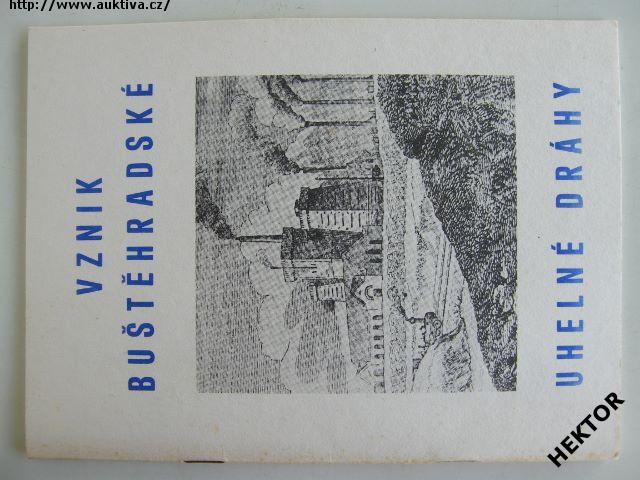 http://www.auktiva.cz/
VZNIK
BUŠTĚHRADSKÉ
UHELNÉ DRÁHY
HEKTOR